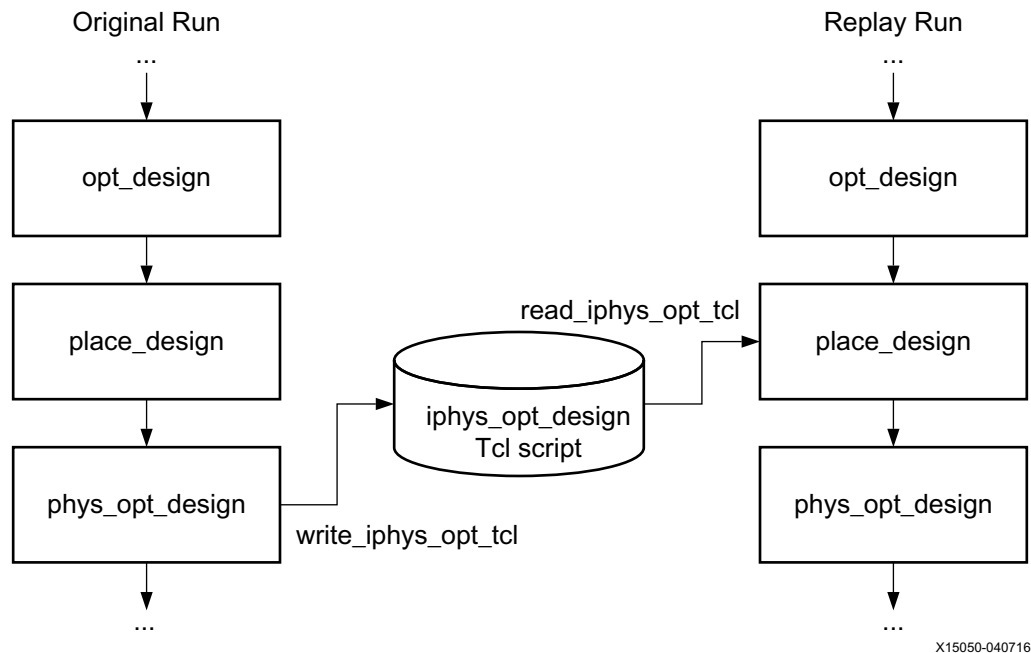 Original Run
...
opt_design
place_design
phys_opt_design
...
write_iphys_opt_tcl
iphys_opt_design
Tcl script
read_iphys_opt_tcl
Replay Run
...
opt_design
place_design
phys_opt_design
...
X15050-040716